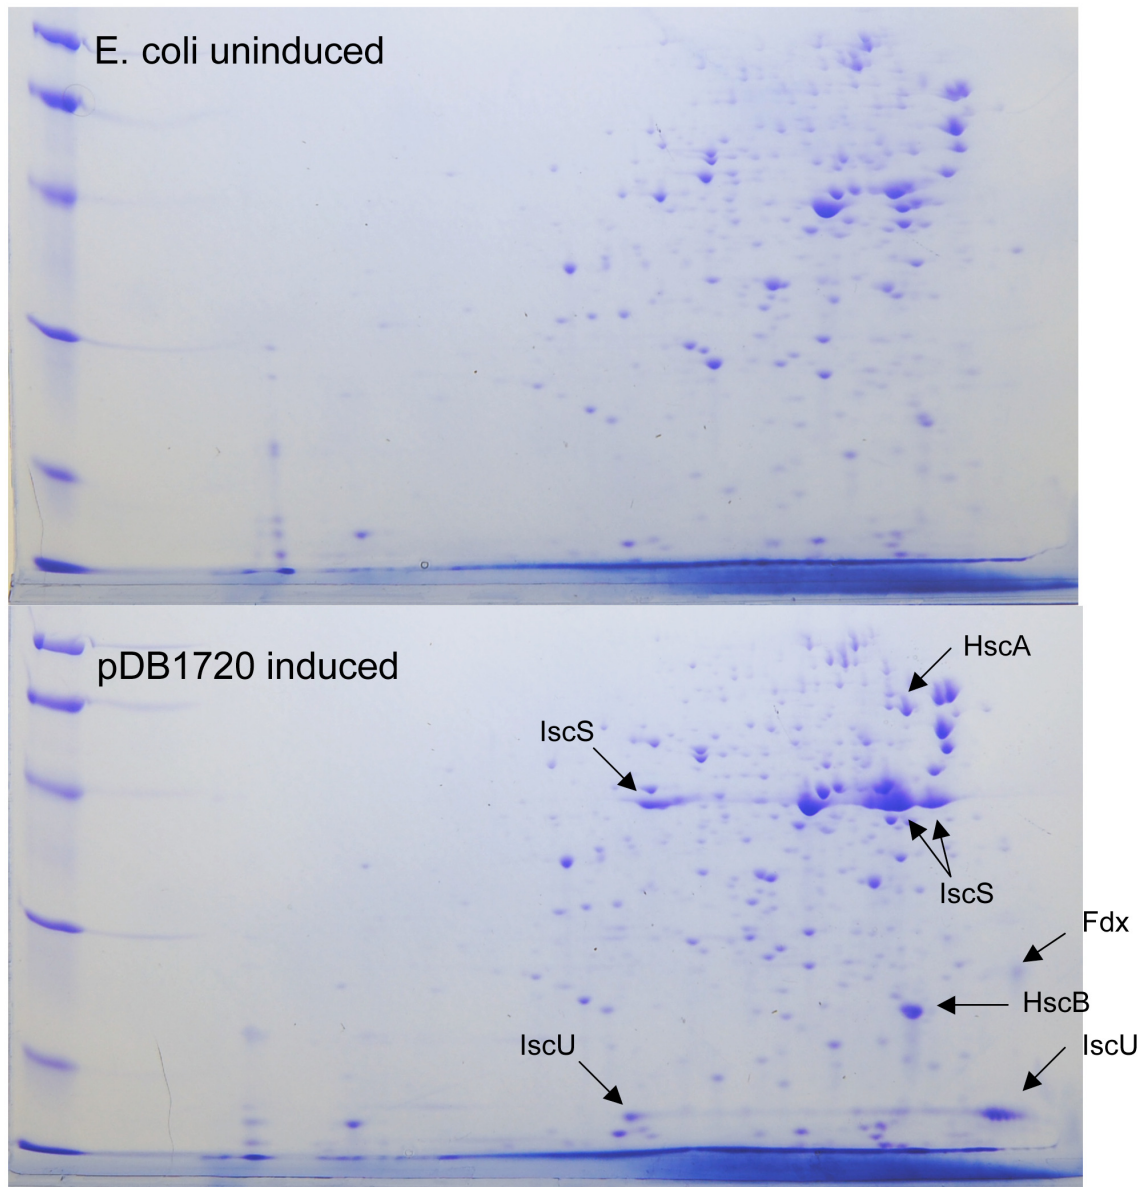 E. coli uninduced
pDB1720 induced
HscA
IscS
IscS
Fdx
HscB
IscU
IscU